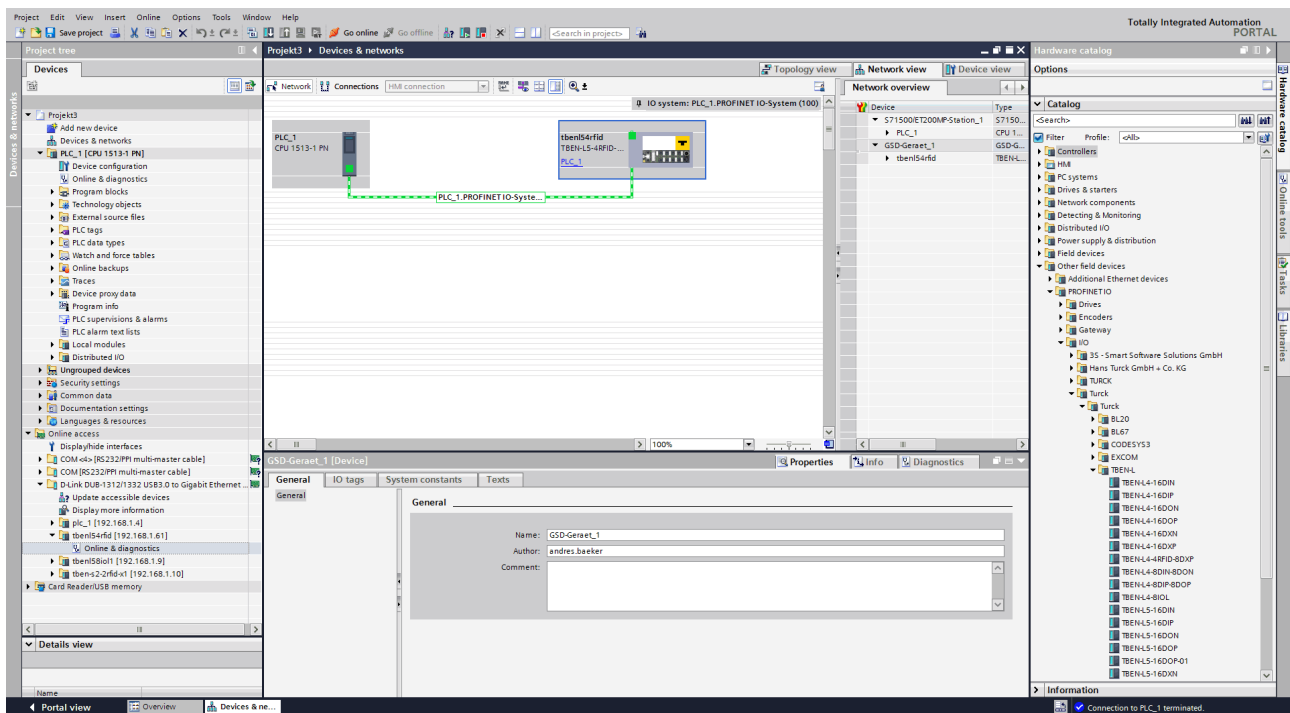 Project Edit View Insert Online Options Tools Window Help
Totally Integrated Automation
PORTAL
Save project
Go online
Go offline
<Search in project>
Project tree
Devices
Devices & networks
Projekt3
Add new device
Devices & networks
PLC_1 [CPU 1513-1 PN]
Device configuration
Online & diagnostics
Program blocks
Technology objects
External source files
PLC tags
PLC data types
Watch and force tables
Online backups
Traces
Device proxy data
Program info
PLC supervisions & alarms
PLC alarm text lists
Local modules
Distributed I/O
Ungrouped devices
Security settings
Common data
Documentation settings
Languages & resources
Online access
Display/hide interfaces
COM <4> [RS232/PPI multi-master cable]
COM [RS232/PPI multi-master cable]
D-Link DUB-1312/1332 USB3.0 to Gigabit Ethernet ...
Update accessible devices
Display more information
plc_1 [192.168.1.4]
tbenl54rfid [192.168.1.61]
Online & diagnostics
tbenl58iol1 [192.168.1.9]
tben-s2-2rfid-x1 [192.168.1.10]
Card Reader/USB memory
Details view
Name
Projekt3 Devices & networks
Topology view
Network view
Device view
Network
Connections
HMI connection
IO system: PLC_1.PROFINET IO-System (100)
PLC_1
CPU 1513-1 PN
tbenl54rfid
TBEN-L5-4RFID-...
PLC_1
PLC_1.PROFINET IO-Syste...
100%
Network overview
Device Type
S71500/ET200MP-Station_1 S7150...
PLC_1 CPU 1...
GSD-Geraet_1 GSD-G...
tbenl54rfid TBEN-L...
GSD-Geraet_1 [Device]
Properties
Info
Diagnostics
General IO tags System constants Texts
General
General
Name: GSD-Geraet_1
Author: andres.baeker
Comment:
Hardware catalog
Options
Catalog
<Search>
Filter Profile: <All>
Controllers
HMI
PC systems
Drives & starters
Network components
Detecting & Monitoring
Distributed I/O
Power supply & distribution
Field devices
Other field devices
Additional Ethernet devices
PROFINET IO
Drives
Encoders
Gateway
I/O
3S - Smart Software Solutions GmbH
Hans Turck GmbH + Co. KG
TURCK
Turck
Turck
BL20
BL67
CODESYS3
EXCOM
TBEN-L
TBEN-L4-16DIN
TBEN-L4-16DIP
TBEN-L4-16DON
TBEN-L4-16DOP
TBEN-L4-16DXN
TBEN-L4-16DXP
TBEN-L4-4RFID-8DXP
TBEN-L4-8DIN-8DON
TBEN-L4-8DIP-8DOP
TBEN-L4-8IOL
TBEN-L5-16DIN
TBEN-L5-16DIP
TBEN-L5-16DON
TBEN-L5-16DOP
TBEN-L5-16DOP-01
TBEN-L5-16DXN
Information
Hardware catalog
Online tools
Tasks
Libraries
Portal view
Overview
Devices & ne...
Connection to PLC_1 terminated.